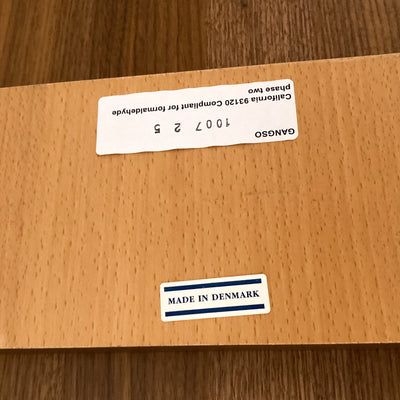 GANGSO
California 93120 Compliant for formaldehyde
phase two
1007 2 5
MADE IN DENMARK